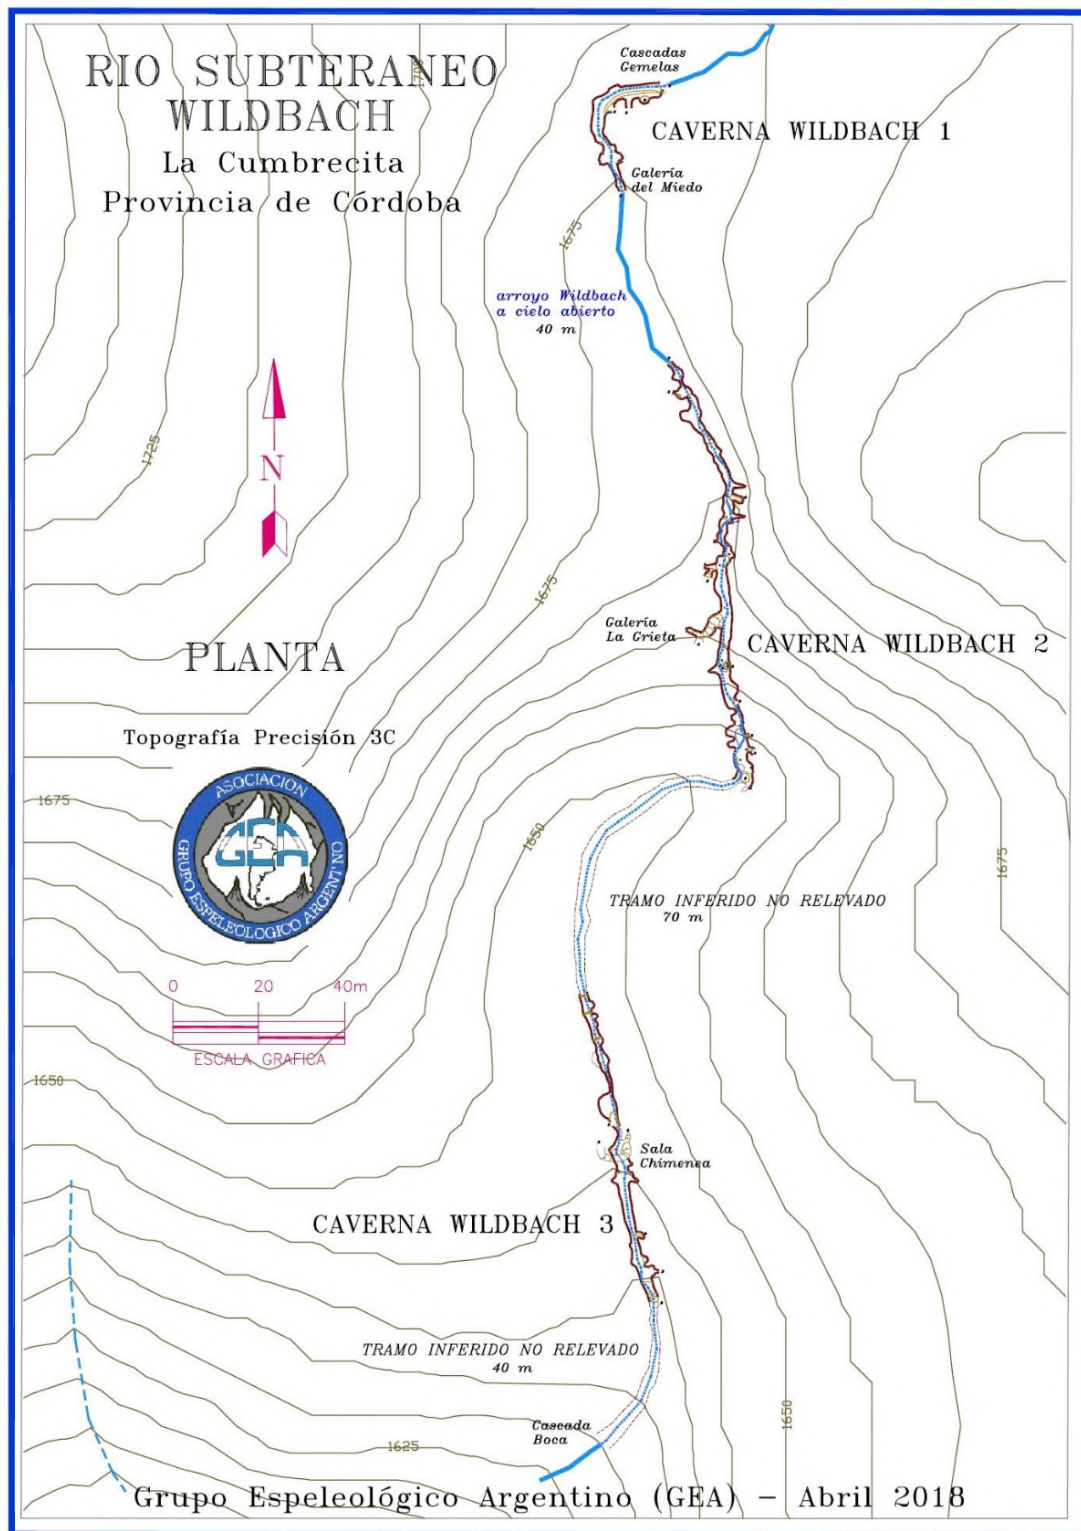 RIO SUBTERANEO
WILDBACH
La Cumbrecita
Provincia de Córdoba
1700
Cascadas
Gemelas
CAVERNA WILDBACH 1
Galería
del Miedo
1675
arroyo Wildbach
a cielo abierto
40 m
1725
N
1675
Galería
La Grieta
CAVERNA WILDBACH 2
PLANTA
Topografía Precisión 3C
ASOCIACION
GEA
GRUPO ESPELEOLOGICO ARGENTINO
1675
1650
1675
TRAMO INFERIDO NO RELEVADO
70 m
0 20 40m
ESCALA GRAFICA
1650
Sala
Chimenea
CAVERNA WILDBACH 3
TRAMO INFERIDO NO RELEVADO
40 m
1650
Cascada
Boca
1625
Grupo Espeleológico Argentino (GEA) – Abril 2018